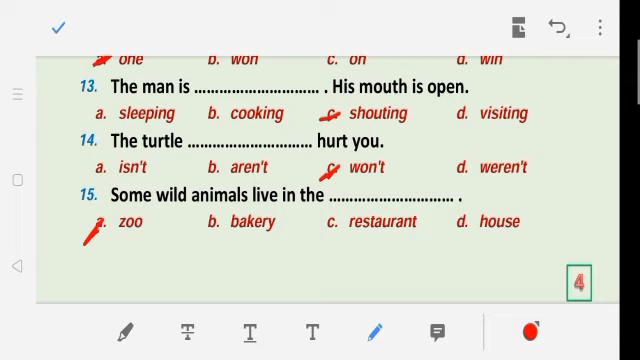 a. one b. won c. on d. win
13. The man is ................................ . His mouth is open.
a. sleeping b. cooking c. shouting d. visiting
14. The turtle ................................ hurt you.
a. isn't b. aren't c. won't d. weren't
15. Some wild animals live in the ................................ .
a. zoo b. bakery c. restaurant d. house
4
T T T